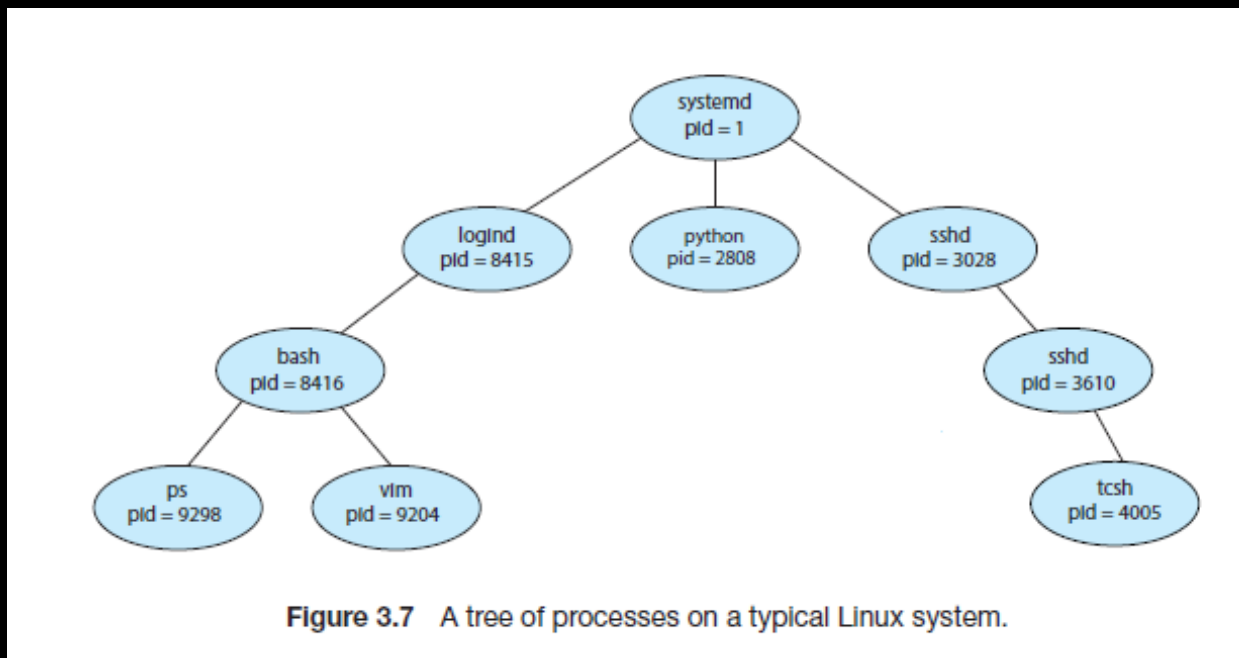 systemd
pid = 1
logind
pid = 8415
python
pid = 2808
sshd
pid = 3028
bash
pid = 8416
sshd
pid = 3610
ps
pid = 9298
vim
pid = 9204
tcsh
pid = 4005
Figure 3.7 A tree of processes on a typical Linux system.